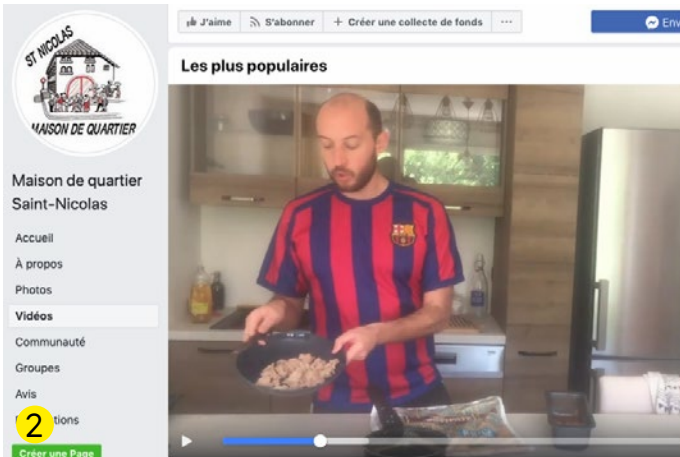 J'aime S'abonner + Créer une collecte de fonds ...
ST NICOLAS
MAISON DE QUARTIER
Les plus populaires
Maison de quartier
Saint-Nicolas
Accueil
À propos
Photos
Vidéos
Communauté
Groupes
Avis
2
Créer une Page